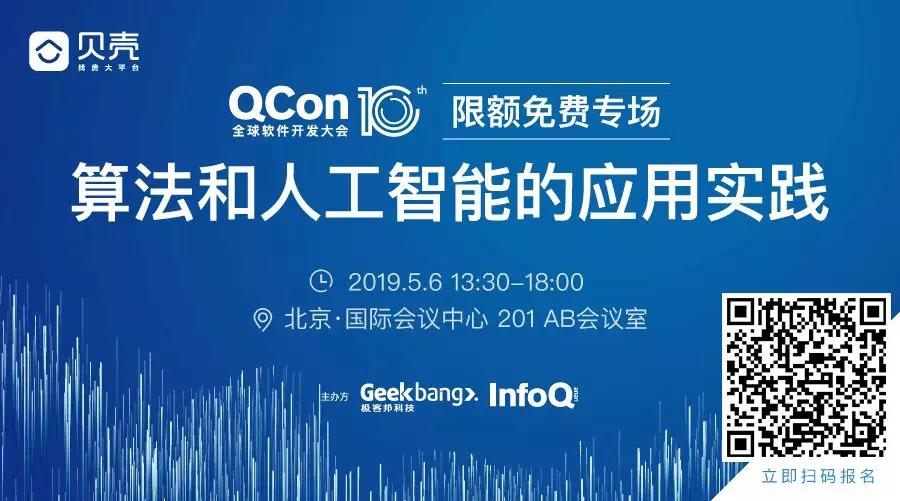 贝壳
找房大平台
QCon 10th
全球软件开发大会
限额免费专场
算法和人工智能的应用实践
2019.5.6 13:30-18:00
北京·国际会议中心 201 AB会议室
主办方 Geekbang>. InfoQ
极客邦科技
立即扫码报名